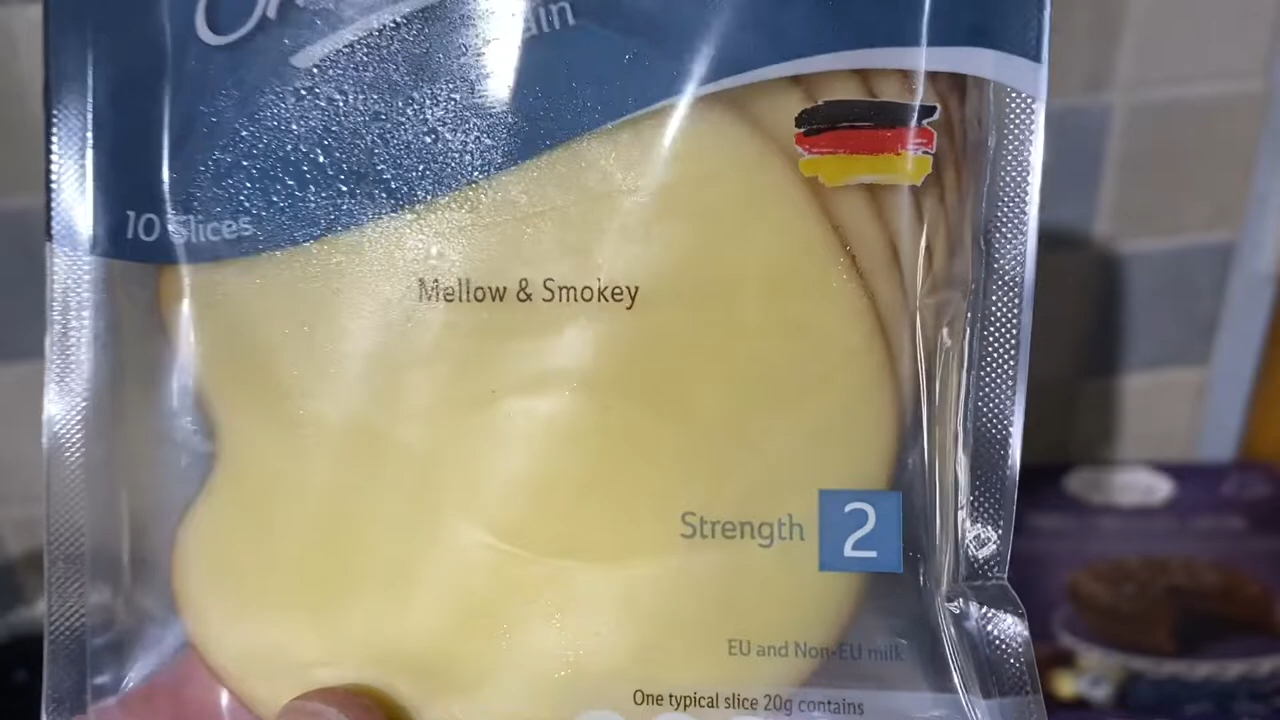 10 Slices
Mellow & Smokey
Strength 2
EU and Non-EU milk
One typical slice 20g contains